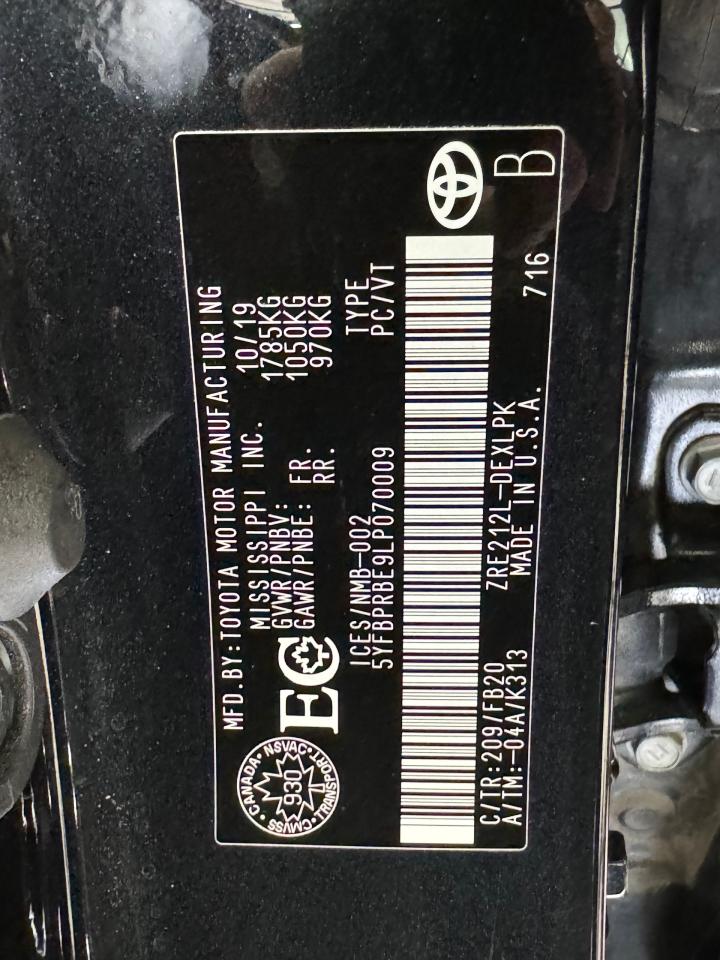 MFD.BY:TOYOTA MOTOR MANUFACTURING
MISSISSIPPI INC. 10/19
GVWR/PNBV: 1785KG
GAWR/PNBE: FR. 1050KG
RR. 970KG
CANADA • NSVAC • TRANSPORT • CMVSS
930
EC
ICES/NMB-002 TYPE
5YFBPRBE9LP070009 PC/VT
C/TR:209/FB20 ZRE212L-DEXLPK 716
A/TM:-04A/K313 MADE IN U.S.A. B